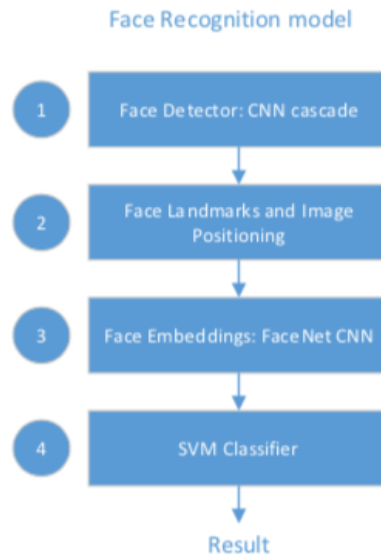 Face Recognition model
1
Face Detector: CNN cascade
2
Face Landmarks and Image
Positioning
3
Face Embeddings: FaceNet CNN
4
SVM Classifier
Result